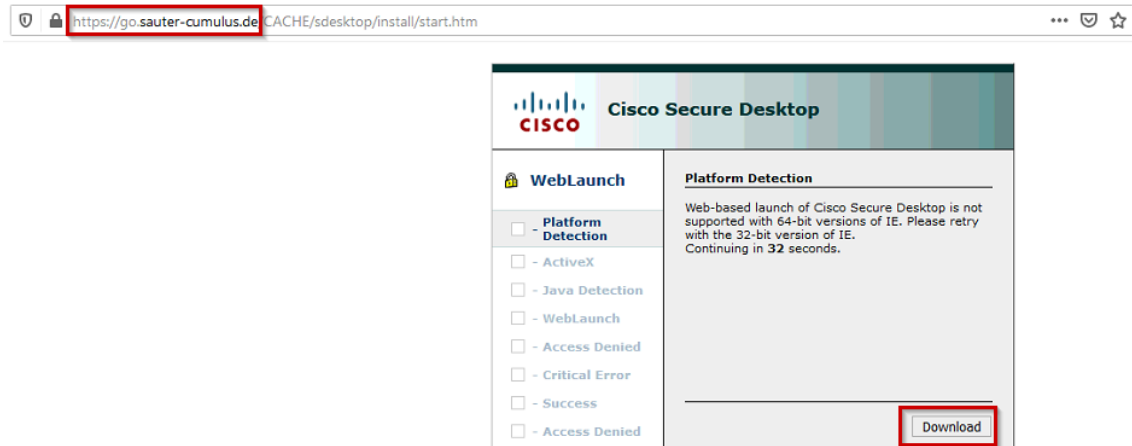 https://go.sauter-cumulus.de/CACHE/sdesktop/install/start.htm
CISCO
Cisco Secure Desktop
WebLaunch
- Platform
Detection
- ActiveX
- Java Detection
- WebLaunch
- Access Denied
- Critical Error
- Success
- Access Denied
Platform Detection
Web-based launch of Cisco Secure Desktop is not
supported with 64-bit versions of IE. Please retry
with the 32-bit version of IE.
Continuing in 32 seconds.
Download